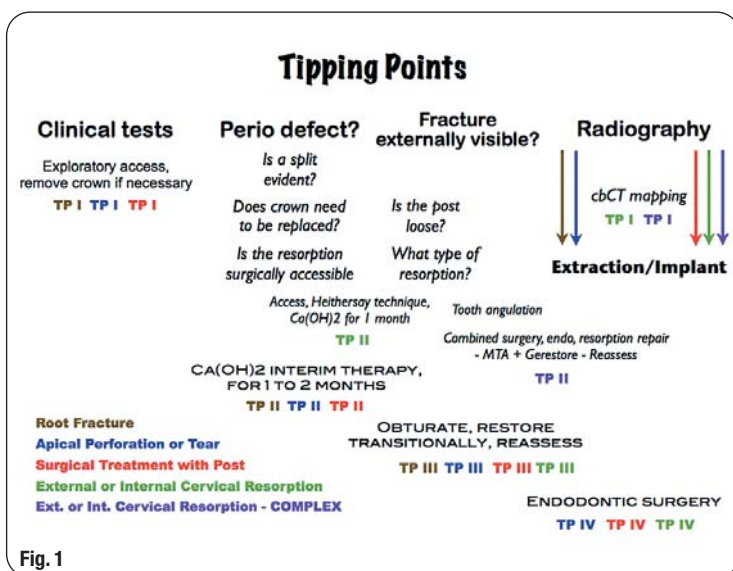 Tipping Points
Clinical tests
Exploratory access,
remove crown if necessary
TP I TP I TP I
Perio defect?
Is a split
evident?
Does crown need
to be replaced?
Is the resorption
surgically accessible
Fracture
externally visible?
Is the post
loose?
What type of
resorption?
Radiography
cbCT mapping
TP I TP I
Extraction/Implant
Access, Heithersay technique,
Ca(OH)2 for 1 month
TP II
Tooth angulation
Combined surgery, endo, resorption repair
- MTA + Gerestore - Reassess
TP II
CA(OH)2 INTERIM THERAPY,
FOR 1 TO 2 MONTHS
TP II TP II TP II
OBTURATE, RESTORE
TRANSITIONALLY, REASSESS
TP III TP III TP III TP III
ENDODONTIC SURGERY
TP IV TP IV TP IV
Root Fracture
Apical Perforation or Tear
Surgical Treatment with Post
External or Internal Cervical Resorption
Ext. or Int. Cervical Resorption - COMPLEX
Fig. 1